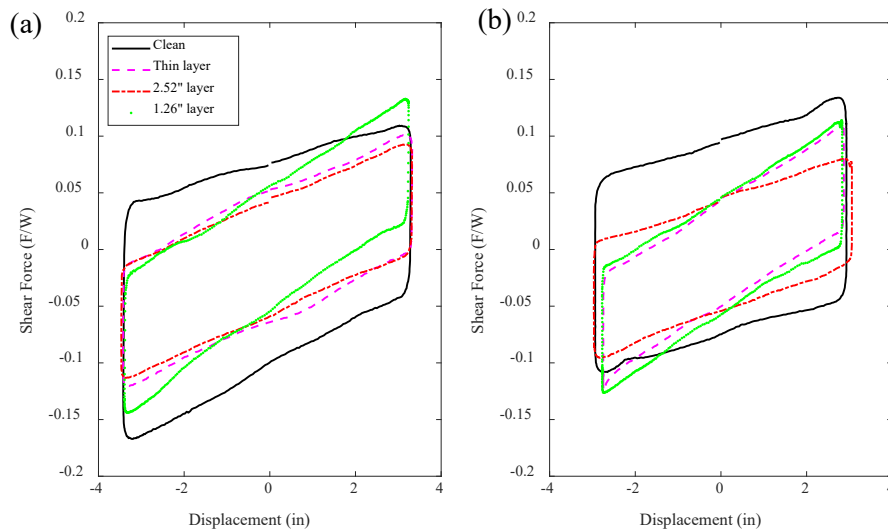 (a)
0.2
0.15
0.1
0.05
0
-0.05
-0.1
-0.15
-0.2
Shear Force (F/W)
Clean
Thin layer
2.52" layer
1.26" layer
-4
-2
0
2
4
Displacement (in)
(b)
0.2
0.15
0.1
0.05
0
-0.05
-0.1
-0.15
-0.2
Shear Force (F/W)
-4
-2
0
2
4
Displacement (in)